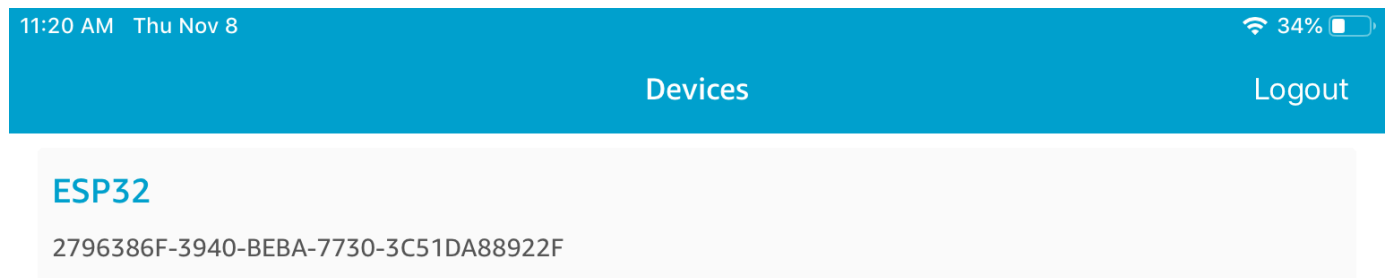 11:20 AM Thu Nov 8 34%
Devices Logout
ESP32
2796386F-3940-BEBA-7730-3C51DA88922F